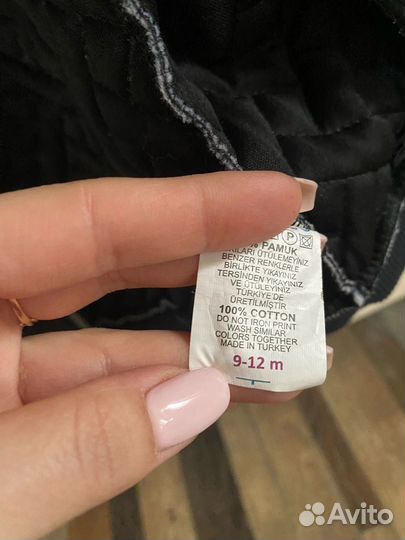 % PAMUK
BENZER RENKLERLE
BİRLİKTE YIKAYINIZ
TERSİNDEN YIKAYINIZ
VE ÜTÜLEYİNİZ
TÜRKİYE'DE
ÜRETİLMİŞTİR
100% COTTON
DO NOT IRON PRINT
WASH SIMILAR
COLORS TOGETHER
MADE IN TURKEY
9-12 m
Avito